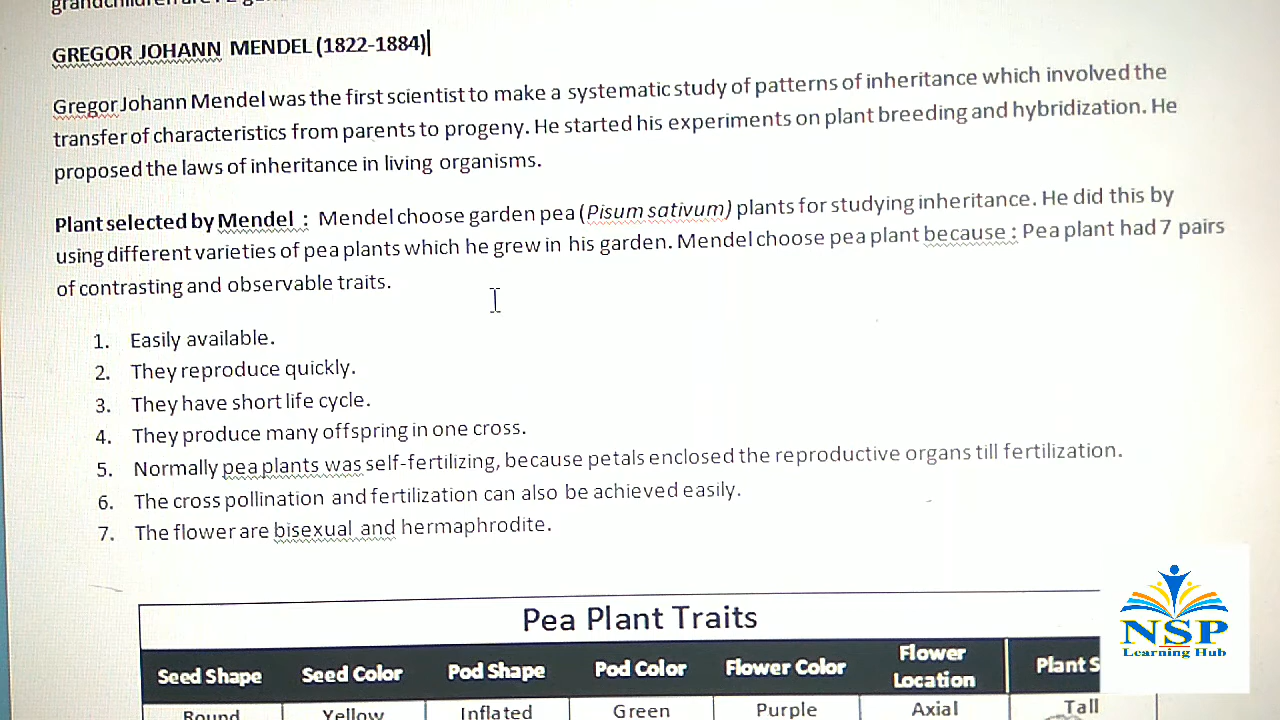 GREGOR JOHANN MENDEL (1822-1884)
Gregor Johann Mendel was the first scientist to make a systematic study of patterns of inheritance which involved the
transfer of characteristics from parents to progeny. He started his experiments on plant breeding and hybridization. He
proposed the laws of inheritance in living organisms.
Plant selected by Mendel : Mendel choose garden pea (Pisum sativum) plants for studying inheritance. He did this by
using different varieties of pea plants which he grew in his garden. Mendel choose pea plant because : Pea plant had 7 pairs
of contrasting and observable traits.
1. Easily available.
2. They reproduce quickly.
3. They have short life cycle.
4. They produce many offspring in one cross.
5. Normally pea plants was self-fertilizing, because petals enclosed the reproductive organs till fertilization.
6. The cross pollination and fertilization can also be achieved easily.
7. The flower are bisexual and hermaphrodite.
Pea Plant Traits
Seed Shape Seed Color Pod Shape Pod Color Flower Color Flower Location Plant S
Round Yellow Inflated Green Purple Axial Tall
NSP
Learning Hub